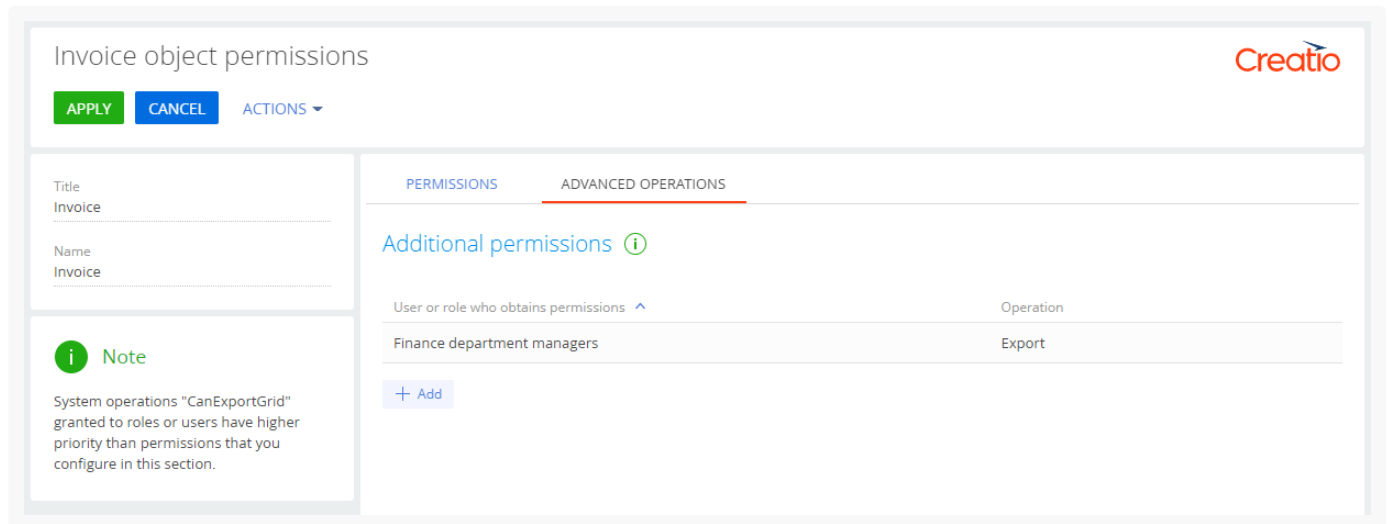 Invoice object permissions
Creatio
APPLY
CANCEL
ACTIONS
Title
Invoice
Name
Invoice
i Note
System operations "CanExportGrid"
granted to roles or users have higher
priority than permissions that you
configure in this section.
PERMISSIONS
ADVANCED OPERATIONS
Additional permissions i
User or role who obtains permissions
Operation
Finance department managers
Export
+ Add